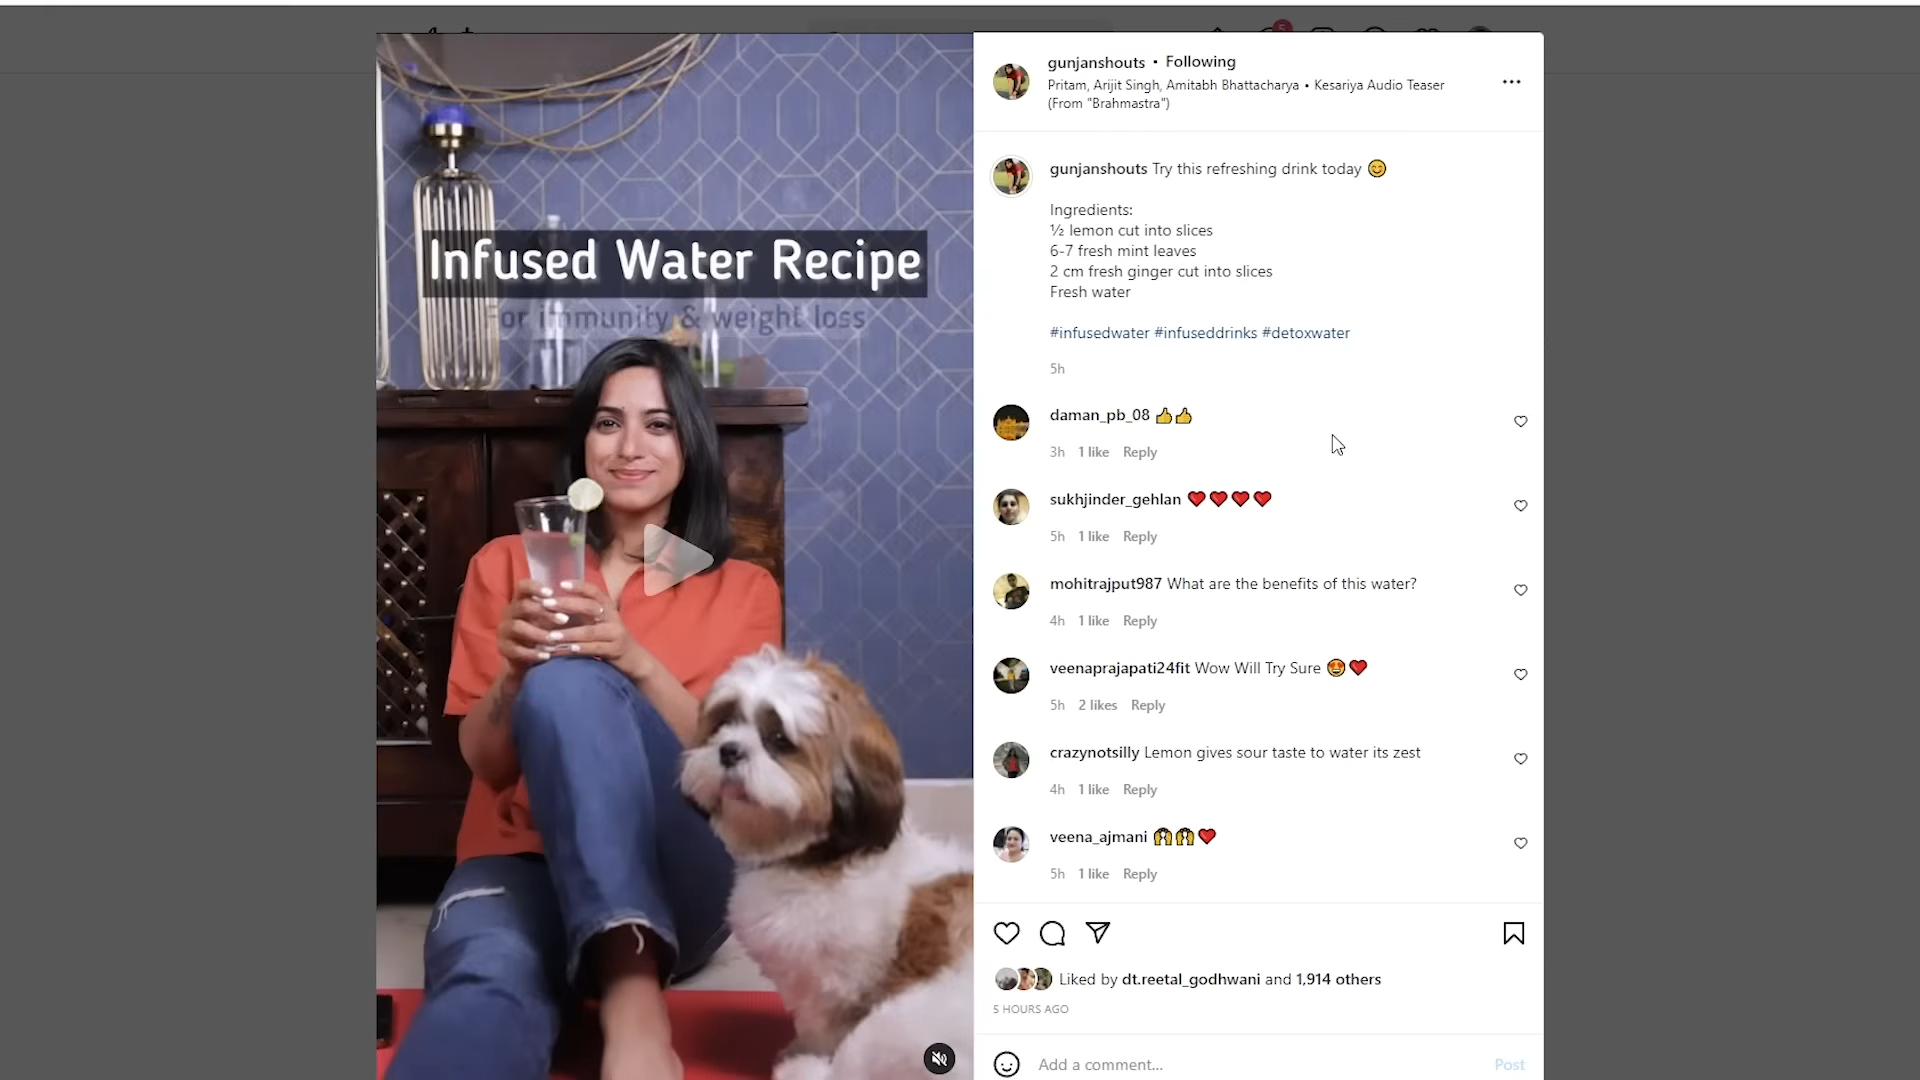 Infused Water Recipe
For immunity & weight loss
5
gunjanshouts • Following
Pritam, Arijit Singh, Amitabh Bhattacharya • Kesariya Audio Teaser
(From "Brahmastra")
gunjanshouts Try this refreshing drink today 😊
Ingredients:
½ lemon cut into slices
6-7 fresh mint leaves
2 cm fresh ginger cut into slices
Fresh water
#infusedwater #infuseddrinks #detoxwater
5h
daman_pb_08 👍👍
3h 1 like Reply
sukhjinder_gehlan ❤️❤️❤️❤️
5h 1 like Reply
mohitrajput987 What are the benefits of this water?
4h 1 like Reply
veenaprajapati24fit Wow Will Try Sure 🤩❤️
5h 2 likes Reply
crazynotsilly Lemon gives sour taste to water its zest
4h 1 like Reply
veena_ajmani 🙌🙌❤️
5h 1 like Reply
Liked by dt.reetal_godhwani and 1,914 others
5 HOURS AGO
Add a comment...
Post